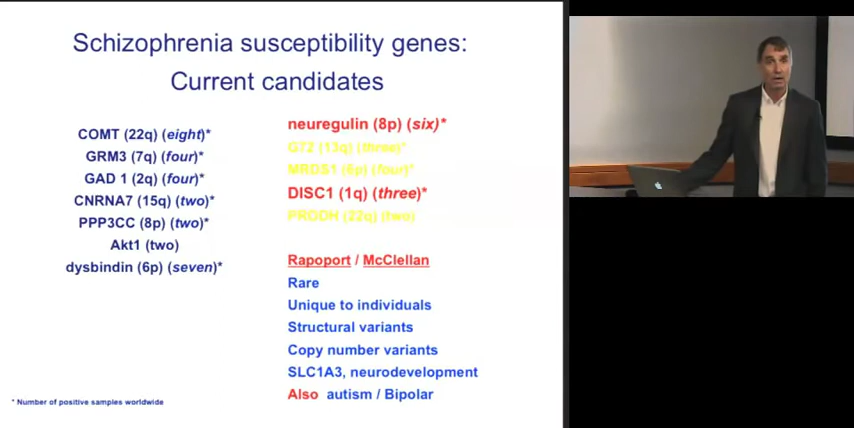 Schizophrenia susceptibility genes:
Current candidates
COMT (22q) (eight)*
GRM3 (7q) (four)*
GAD 1 (2q) (four)*
CNRNA7 (15q) (two)*
PPP3CC (8p) (two)*
Akt1 (two)
dysbindin (6p) (seven)*
neuregulin (8p) (six)*
G72 (13q) (three)*
MRDS1 (6p) (four)*
DISC1 (1q) (three)*
PRODH (22q) (two)
Rapoport / McClellan
Rare
Unique to individuals
Structural variants
Copy number variants
SLC1A3, neurodevelopment
Also autism / Bipolar
* Number of positive samples worldwide